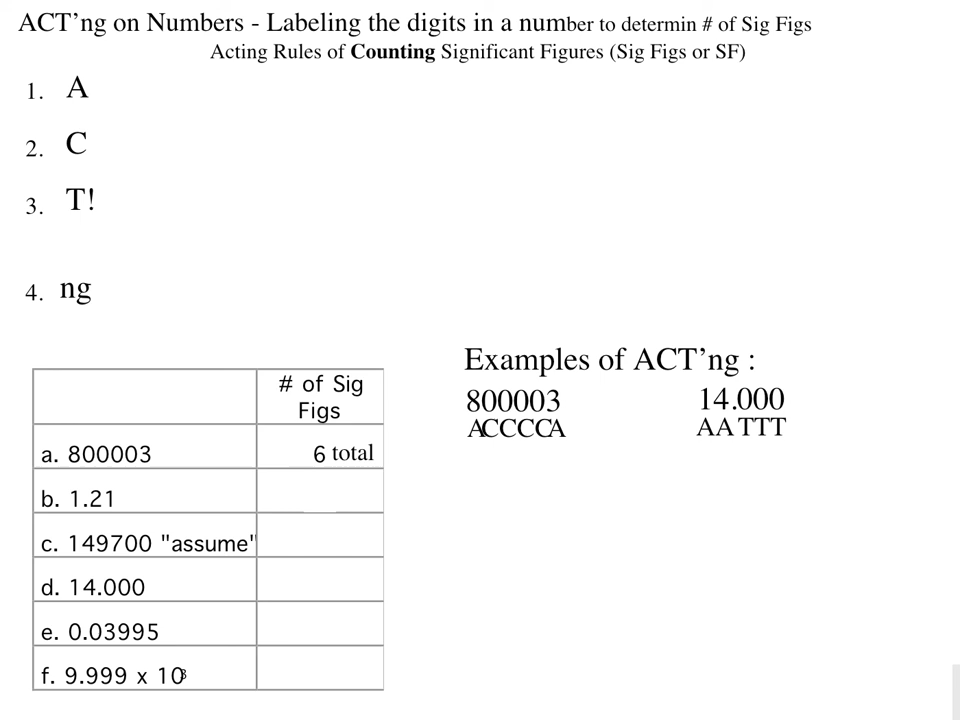 ACT’ng on Numbers - Labeling the digits in a number to determin # of Sig Figs
Acting Rules of Counting Significant Figures (Sig Figs or SF)
1. A
2. C
3. T!
4. ng
# of Sig
Figs
a. 800003 6 total
b. 1.21
c. 149700 "assume"
d. 14.000
e. 0.03995
f. 9.999 x 10³
Examples of ACT’ng :
800003 14.000
ACCCCA AATTT